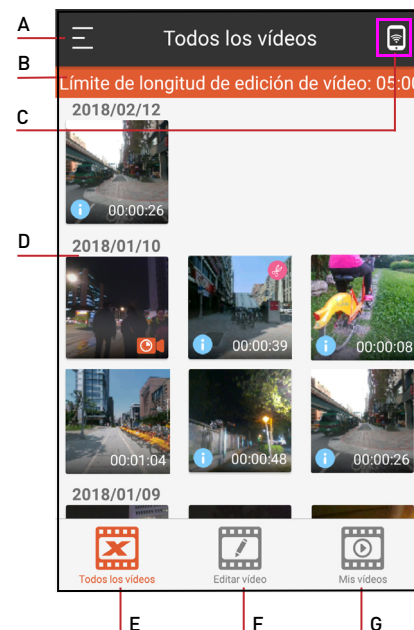 A
Todos los vídeos
B
Límite de longitud de edición de vídeo: 05:00
C
2018/02/12
00:00:26
D
2018/01/10
00:00:39
00:00:08
00:01:04
00:00:48
00:00:26
2018/01/09
Todos los vídeos
Editar vídeo
Mis vídeos
E
F
G